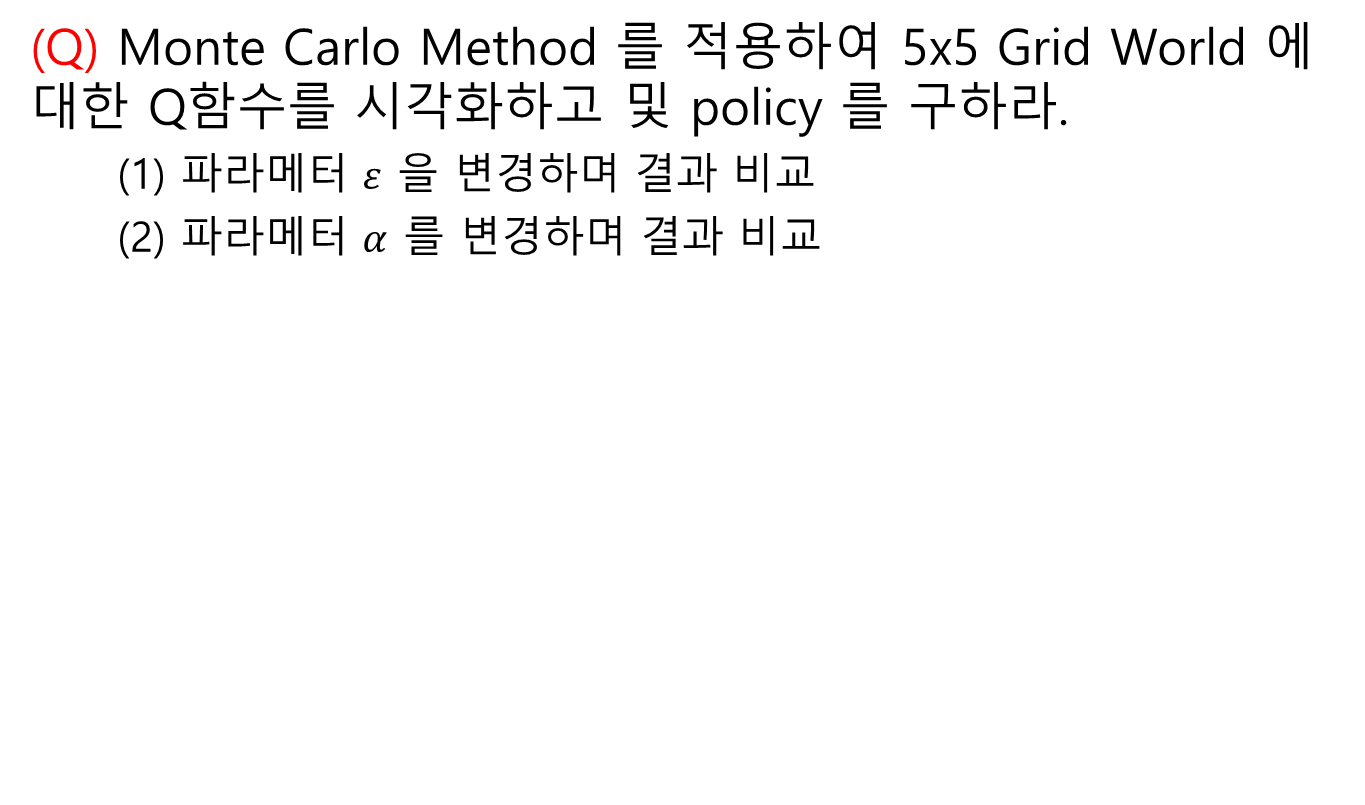 (Q) Monte Carlo Method 를 적용하여 5x5 Grid World 에
대한 Q함수를 시각화하고 및 policy 를 구하라.
(1) 파라메터 𝜀 을 변경하며 결과 비교
(2) 파라메터 𝛼 를 변경하며 결과 비교